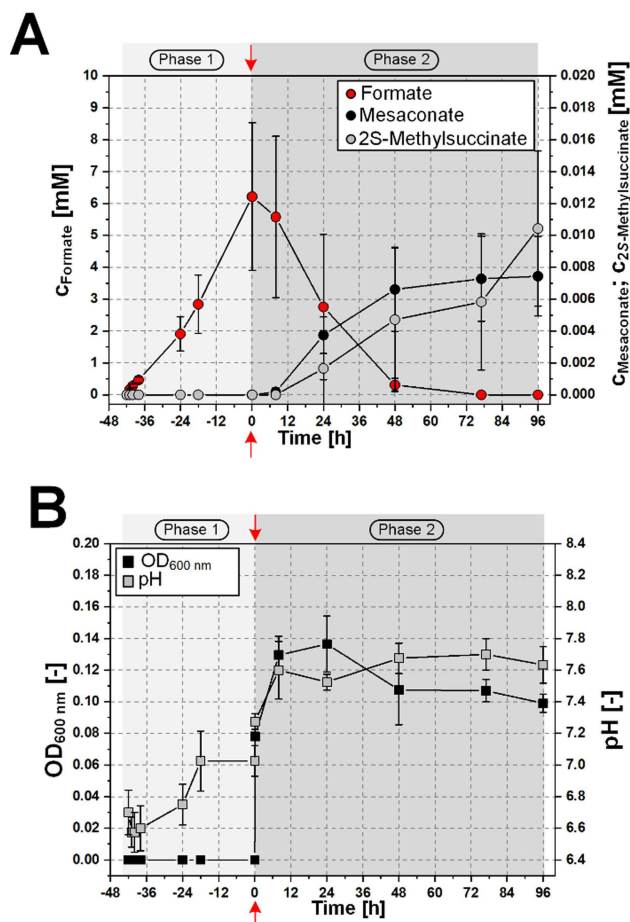 A
Phase 1
Phase 2
Formate
Mesaconate
2S-Methylsuccinate
10
9
8
7
6
5
4
3
2
1
0
cFormate [mM]
0.020
0.018
0.016
0.014
0.012
0.010
0.008
0.006
0.004
0.002
0.000
cMesaconate; c2S-Methylsuccinate [mM]
-48 -36 -24 -12 0 12 24 36 48 60 72 84 96
Time [h]
B
Phase 1
Phase 2
OD600 nm
pH
0.20
0.18
0.16
0.14
0.12
0.10
0.08
0.06
0.04
0.02
0.00
OD600 nm [-]
8.4
8.2
8.0
7.8
7.6
7.4
7.2
7.0
6.8
6.6
6.4
pH [-]
-48 -36 -24 -12 0 12 24 36 48 60 72 84 96
Time [h]